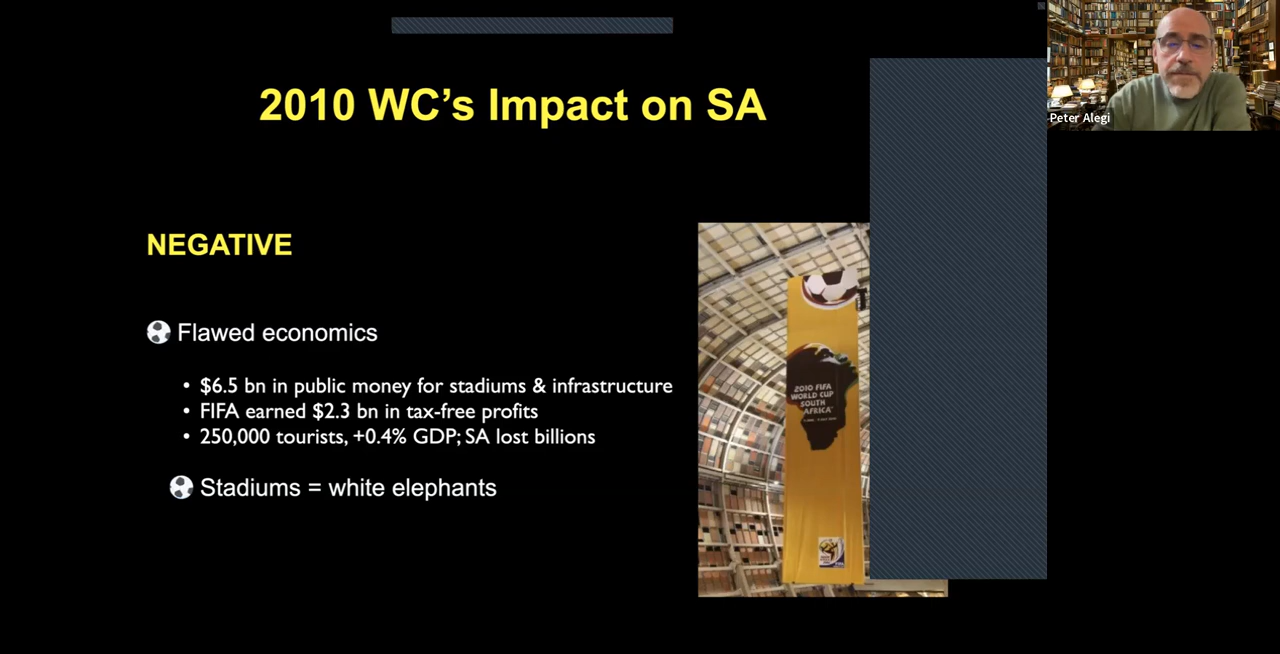 2010 WC’s Impact on SA
Peter Alegi
NEGATIVE
Flawed economics
• $6.5 bn in public money for stadiums & infrastructure
• FIFA earned $2.3 bn in tax-free profits
• 250,000 tourists, +0.4% GDP; SA lost billions
Stadiums = white elephants
2010 FIFA
WORLD CUP
SOUTH
AFRICA